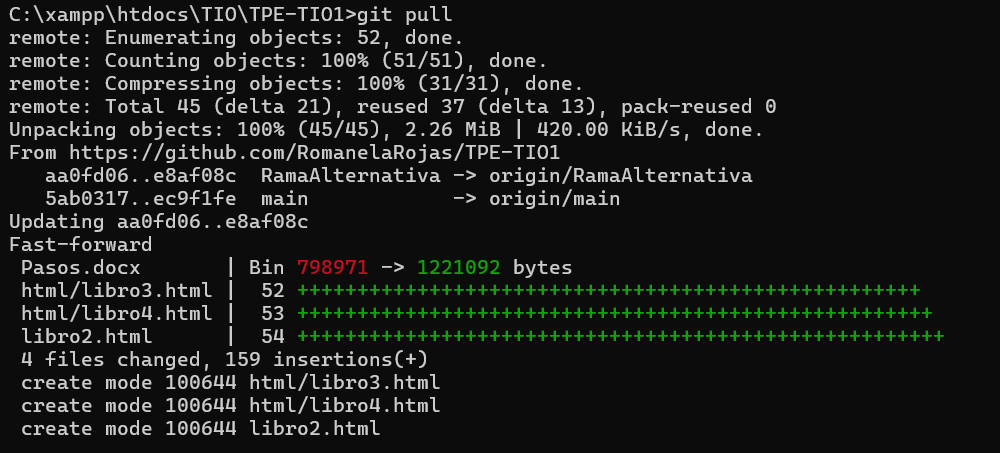 C:\xampp\htdocs\TIO\TPE-TIO1>git pull
remote: Enumerating objects: 52, done.
remote: Counting objects: 100% (51/51), done.
remote: Compressing objects: 100% (31/31), done.
remote: Total 45 (delta 21), reused 37 (delta 13), pack-reused 0
Unpacking objects: 100% (45/45), 2.26 MiB | 420.00 KiB/s, done.
From https://github.com/RomanelaRojas/TPE-TIO1
   aa0fd06..e8af08c  RamaAlternativa -> origin/RamaAlternativa
   5ab0317..ec9f1fe  main            -> origin/main
Updating aa0fd06..e8af08c
Fast-forward
 Pasos.docx       | Bin 798971 -> 1221092 bytes
 html/libro3.html |  52 ++++++++++++++++++++++++++++++++++++++++++++++++++++
 html/libro4.html |  53 +++++++++++++++++++++++++++++++++++++++++++++++++++++
 libro2.html      |  54 ++++++++++++++++++++++++++++++++++++++++++++++++++++++
 4 files changed, 159 insertions(+)
 create mode 100644 html/libro3.html
 create mode 100644 html/libro4.html
 create mode 100644 libro2.html